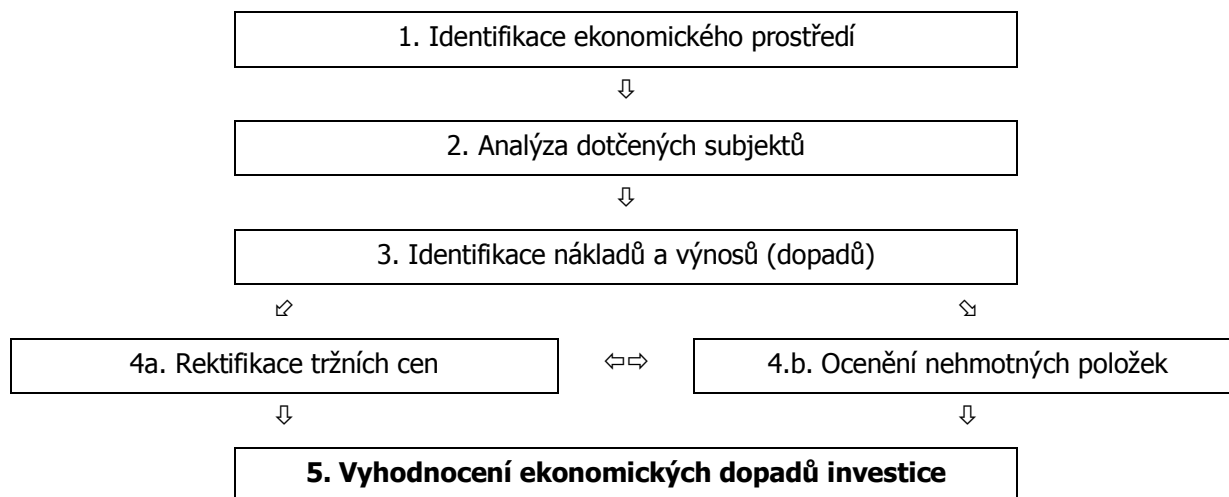 1. Identifikace ekonomického prostředí
2. Analýza dotčených subjektů
3. Identifikace nákladů a výnosů (dopadů)
4a. Rektifikace tržních cen
4.b. Ocenění nehmotných položek
5. Vyhodnocení ekonomických dopadů investice